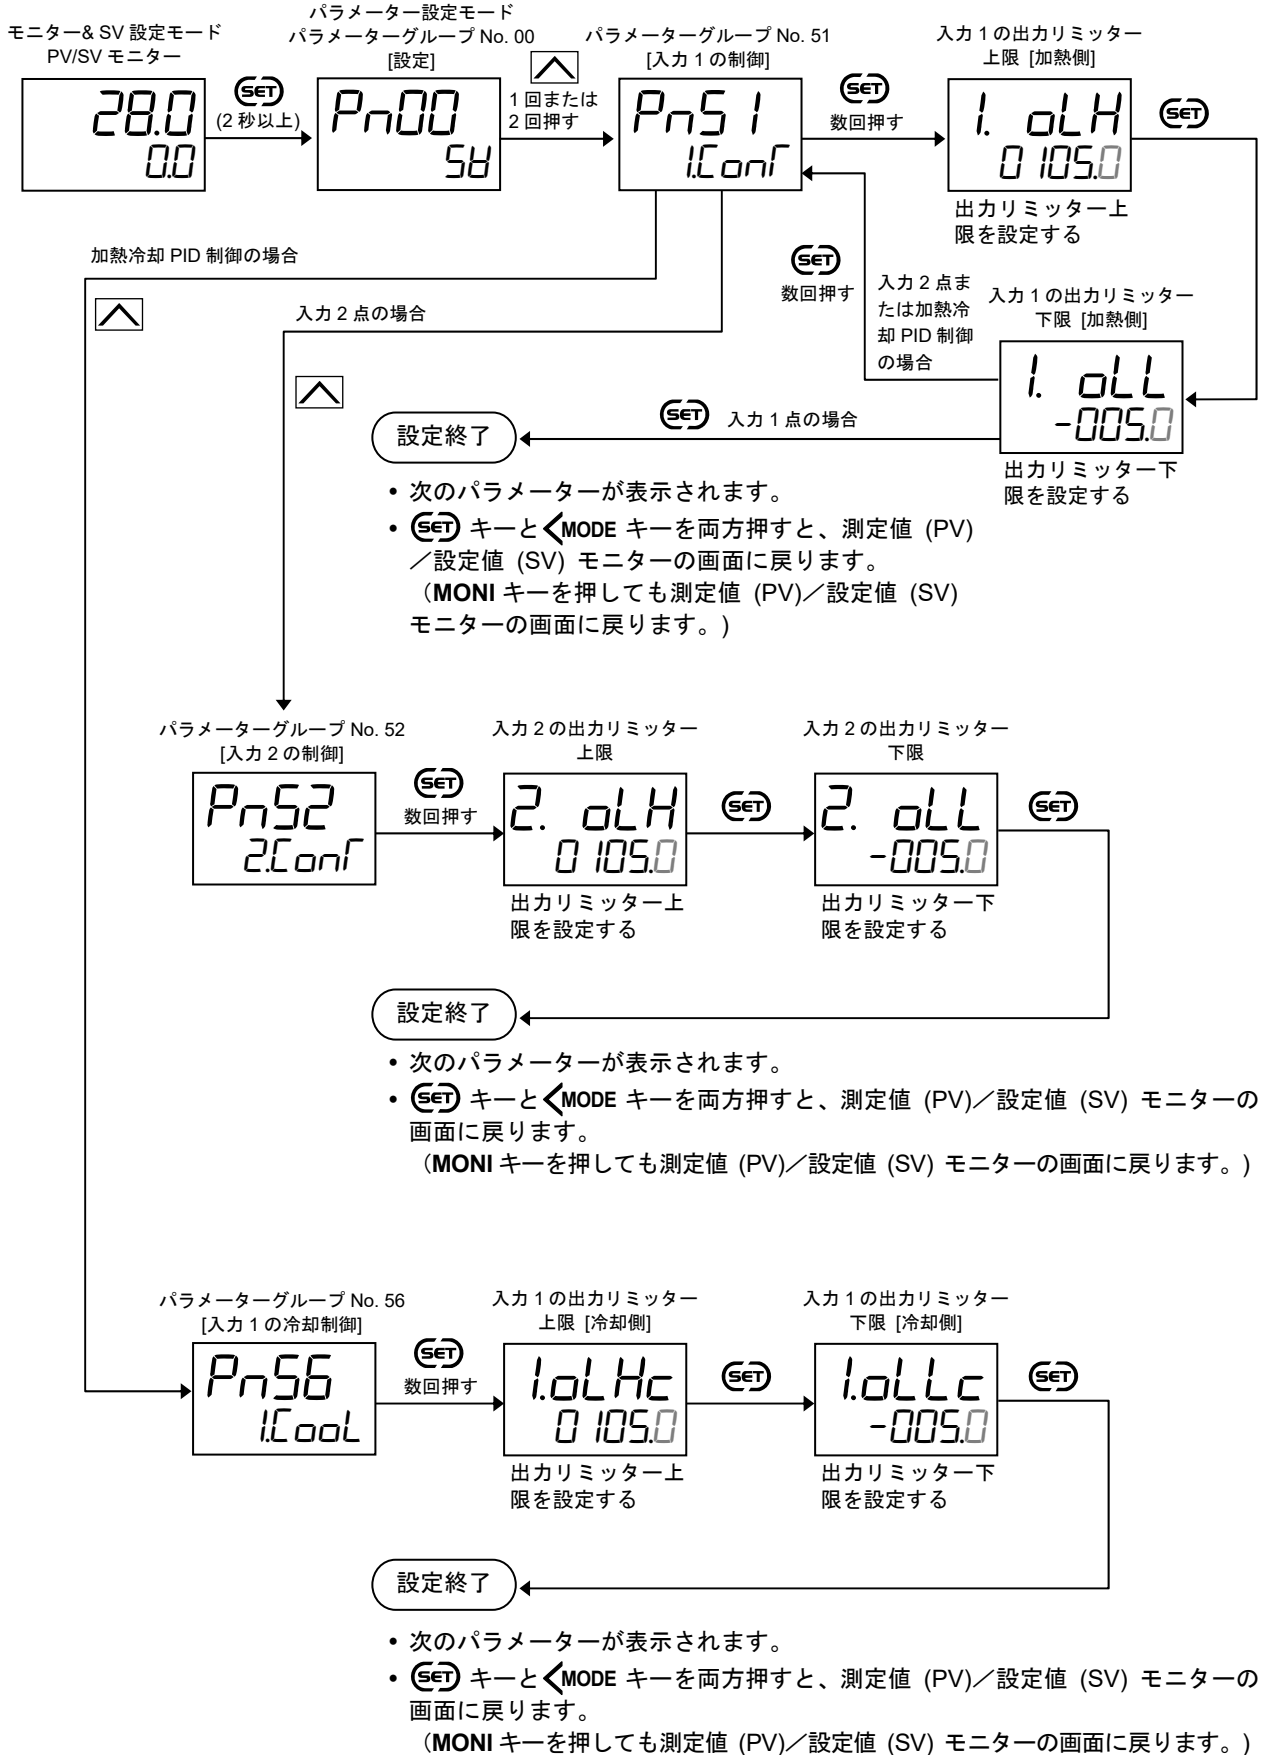 モニター& SV 設定モード
PV/SV モニター
28.0
0.0
SET
(2 秒以上)
パラメーター設定モード
パラメーターグループ No. 00
[設定]
Pn00
SV
1 回または
2 回押す
パラメーターグループ No. 51
[入力 1 の制御]
Pn51
1.ConT
SET
数回押す
入力 1 の出力リミッター
上限 [加熱側]
1. oLH
0105.0
出力リミッター上
限を設定する
SET
加熱冷却 PID 制御の場合
入力 2 点の場合
SET
数回押す
入力 2 点ま
たは加熱冷
却 PID 制御
の場合
入力 1 の出力リミッター
下限 [加熱側]
1. oLL
-005.0
出力リミッター下
限を設定する
SET 入力 1 点の場合
設定終了
• 次のパラメーターが表示されます。
• SET キーと<MODE キーを両方押すと、測定値 (PV)
／設定値 (SV) モニターの画面に戻ります。
（MONI キーを押しても測定値 (PV)／設定値 (SV)
モニターの画面に戻ります。)
パラメーターグループ No. 52
[入力 2 の制御]
Pn52
2.ConT
SET
数回押す
入力 2 の出力リミッター
上限
2. oLH
0105.0
出力リミッター上
限を設定する
SET
入力 2 の出力リミッター
下限
2. oLL
-005.0
出力リミッター下
限を設定する
SET
設定終了
• 次のパラメーターが表示されます。
• SET キーと<MODE キーを両方押すと、測定値 (PV)／設定値 (SV) モニターの
画面に戻ります。
（MONI キーを押しても測定値 (PV)／設定値 (SV) モニターの画面に戻ります。)
パラメーターグループ No. 56
[入力 1 の冷却制御]
Pn56
1.CooL
SET
数回押す
入力 1 の出力リミッター
上限 [冷却側]
1.oLHc
0105.0
出力リミッター上
限を設定する
SET
入力 1 の出力リミッター
下限 [冷却側]
1.oLLc
-005.0
出力リミッター下
限を設定する
SET
設定終了
• 次のパラメーターが表示されます。
• SET キーと<MODE キーを両方押すと、測定値 (PV)／設定値 (SV) モニターの
画面に戻ります。
（MONI キーを押しても測定値 (PV)／設定値 (SV) モニターの画面に戻ります。)